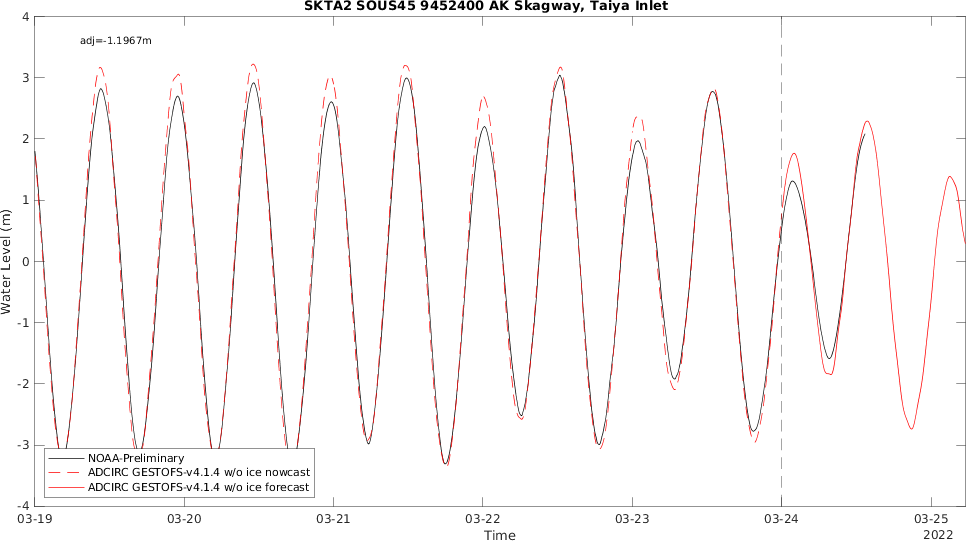 SKTA2 SOUS45 9452400 AK Skagway, Taiya Inlet
adj=-1.1967m
4
3
2
1
0
-1
-2
-3
-4
Water Level (m)
NOAA-Preliminary
ADCIRC GESTOFS-v4.1.4 w/o ice nowcast
ADCIRC GESTOFS-v4.1.4 w/o ice forecast
03-19 03-20 03-21 03-22 03-23 03-24 03-25
Time
2022